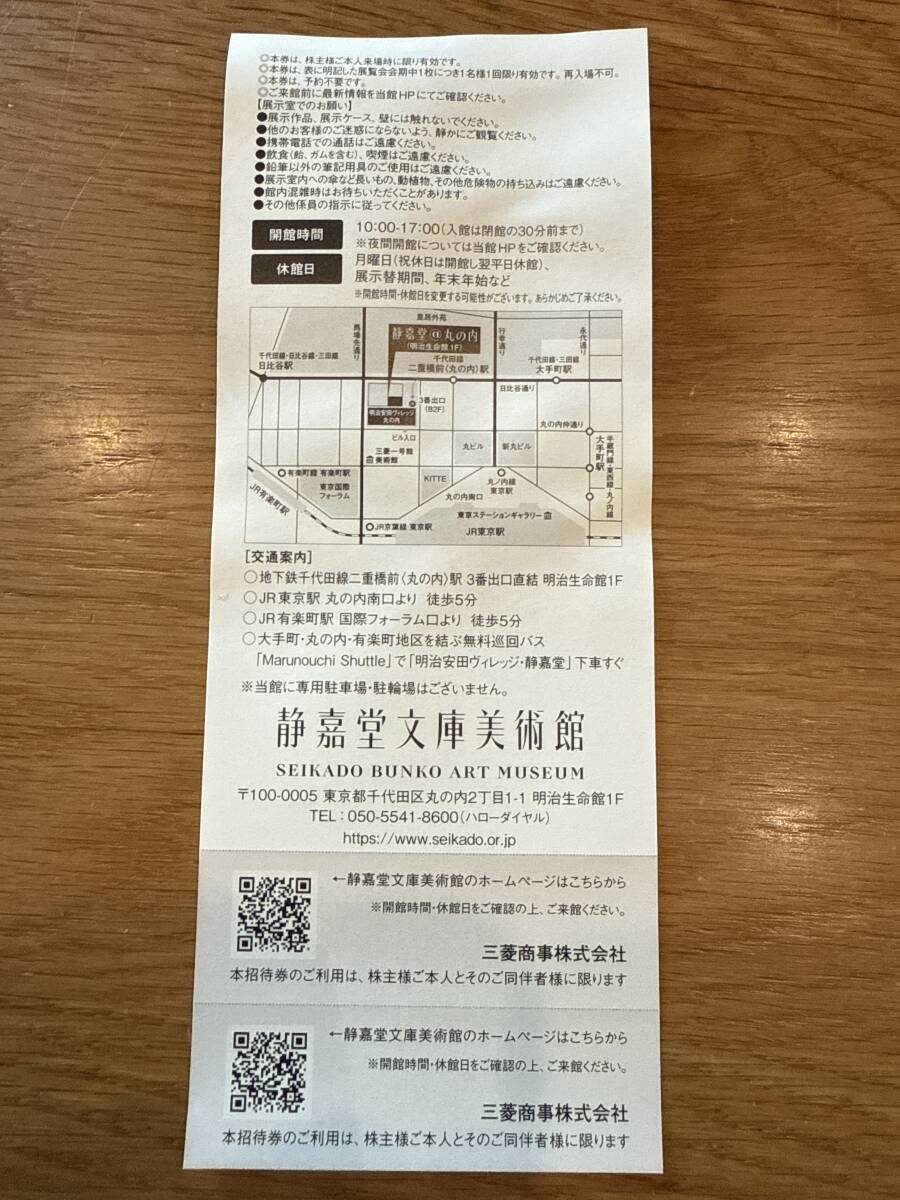 ◎本券は、株主様ご本人来場時に限り有効です。
◎本券は、表に明記した展覧会会期中1枚につき1名様1回限り有効です。再入場不可。
◎本券は、予約不要です。
◎ご来館前に最新情報を当館HPにてご確認ください。
【展示室でのお願い】
●展示作品、展示ケース、壁には触れないでください。
●他のお客様のご迷惑にならないよう、静かにご観覧ください。
●携帯電話での通話はご遠慮ください。
●飲食(飴、ガムを含む)、喫煙はご遠慮ください。
●鉛筆以外の筆記用具のご使用はご遠慮ください。
●展示室内への傘など長いもの、動植物、その他危険物の持ち込みはご遠慮ください。
●館内混雑時はお待ちいただくことがあります。
●その他係員の指示に従ってください。
開館時間
10:00-17:00(入館は閉館の30分前まで)
※夜間開館については当館HPをご確認ください。
休館日
月曜日(祝休日は開館し翌平日休館)、
展示替期間、年末年始など
※開館時間・休館日を変更する可能性がございます。あらかじめご了承ください。
皇居外苑
馬場先通り
静嘉堂@丸の内
(明治生命館1F)
行幸通り
永代通り
千代田線・日比谷線・三田線
日比谷駅
千代田線
二重橋前〈丸の内〉駅
千代田線・三田線
大手町駅
日比谷通り
3番出口
(B2F)
明治安田ヴィレッジ
丸の内
丸の内仲通り
ビル入口
三菱一号館
美術館
丸ビル
新丸ビル
大手町駅
半蔵門線・東西線・丸ノ内線
有楽町線 有楽町駅
東京国際
フォーラム
KITTE
丸ノ内線
東京駅
丸の内南口
JR有楽町駅
東京ステーションギャラリー
JR京葉線 東京駅
JR東京駅
[交通案内]
○地下鉄千代田線二重橋前〈丸の内〉駅 3番出口直結 明治生命館1F
○JR東京駅 丸の内南口より 徒歩5分
○JR有楽町駅 国際フォーラム口より 徒歩5分
○大手町・丸の内・有楽町地区を結ぶ無料巡回バス
「Marunouchi Shuttle」で「明治安田ヴィレッジ・静嘉堂」下車すぐ
※当館に専用駐車場・駐輪場はございません。
静嘉堂文庫美術館
SEIKADO BUNKO ART MUSEUM
〒100-0005 東京都千代田区丸の内2丁目1-1 明治生命館1F
TEL:050-5541-8600(ハローダイヤル)
https://www.seikado.or.jp
←静嘉堂文庫美術館のホームページはこちらから
※開館時間・休館日をご確認の上、ご来館ください。
三菱商事株式会社
本招待券のご利用は、株主様ご本人とそのご同伴者様に限ります
←静嘉堂文庫美術館のホームページはこちらから
※開館時間・休館日をご確認の上、ご来館ください。
三菱商事株式会社
本招待券のご利用は、株主様ご本人とそのご同伴者様に限ります